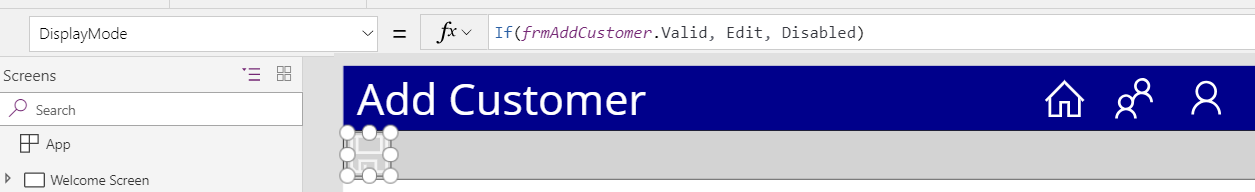 DisplayMode = fx If(frmAddCustomer.Valid, Edit, Disabled)
Screens
Add Customer
Search
App
Welcome Screen